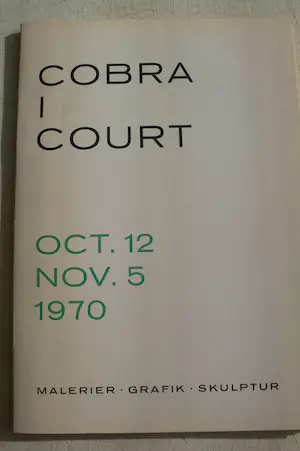 COBRA
I
COURT
OCT. 12
NOV. 5
1970
MALERIER · GRAFIK · SKULPTUR